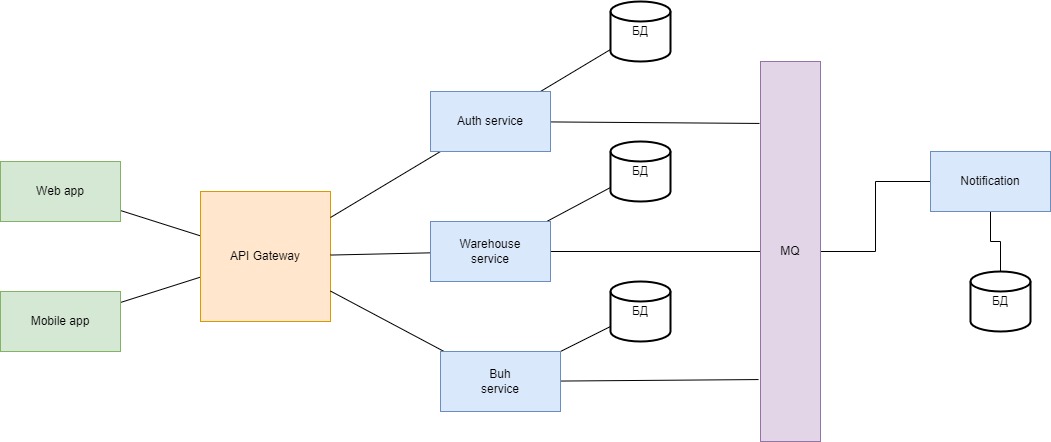 Web app
Mobile app
API Gateway
БД
Auth service
БД
Warehouse
service
БД
Buh
service
MQ
Notification
БД